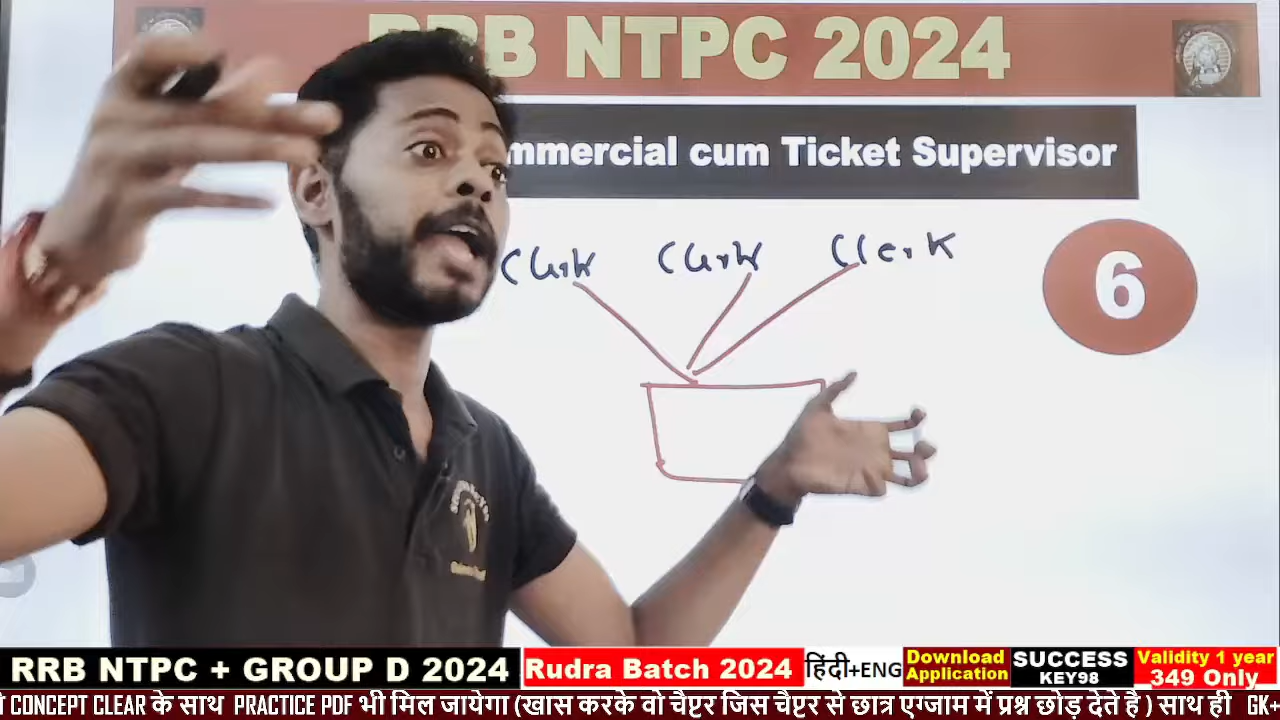 RRB NTPC 2024
mmercial cum Ticket Supervisor
Clerk Clerk Clerk
6
RRB NTPC + GROUP D 2024 Rudra Batch 2024 हिंदी+ENG Download Application SUCCESS KEY98 Validity 1 year 349 Only
CONCEPT CLEAR के साथ PRACTICE PDF भी मिल जायेगा (खास करके वो चैप्टर जिस चैप्टर से छात्र एग्जाम में प्रश्न छोड़ देते है ) साथ ही GK+